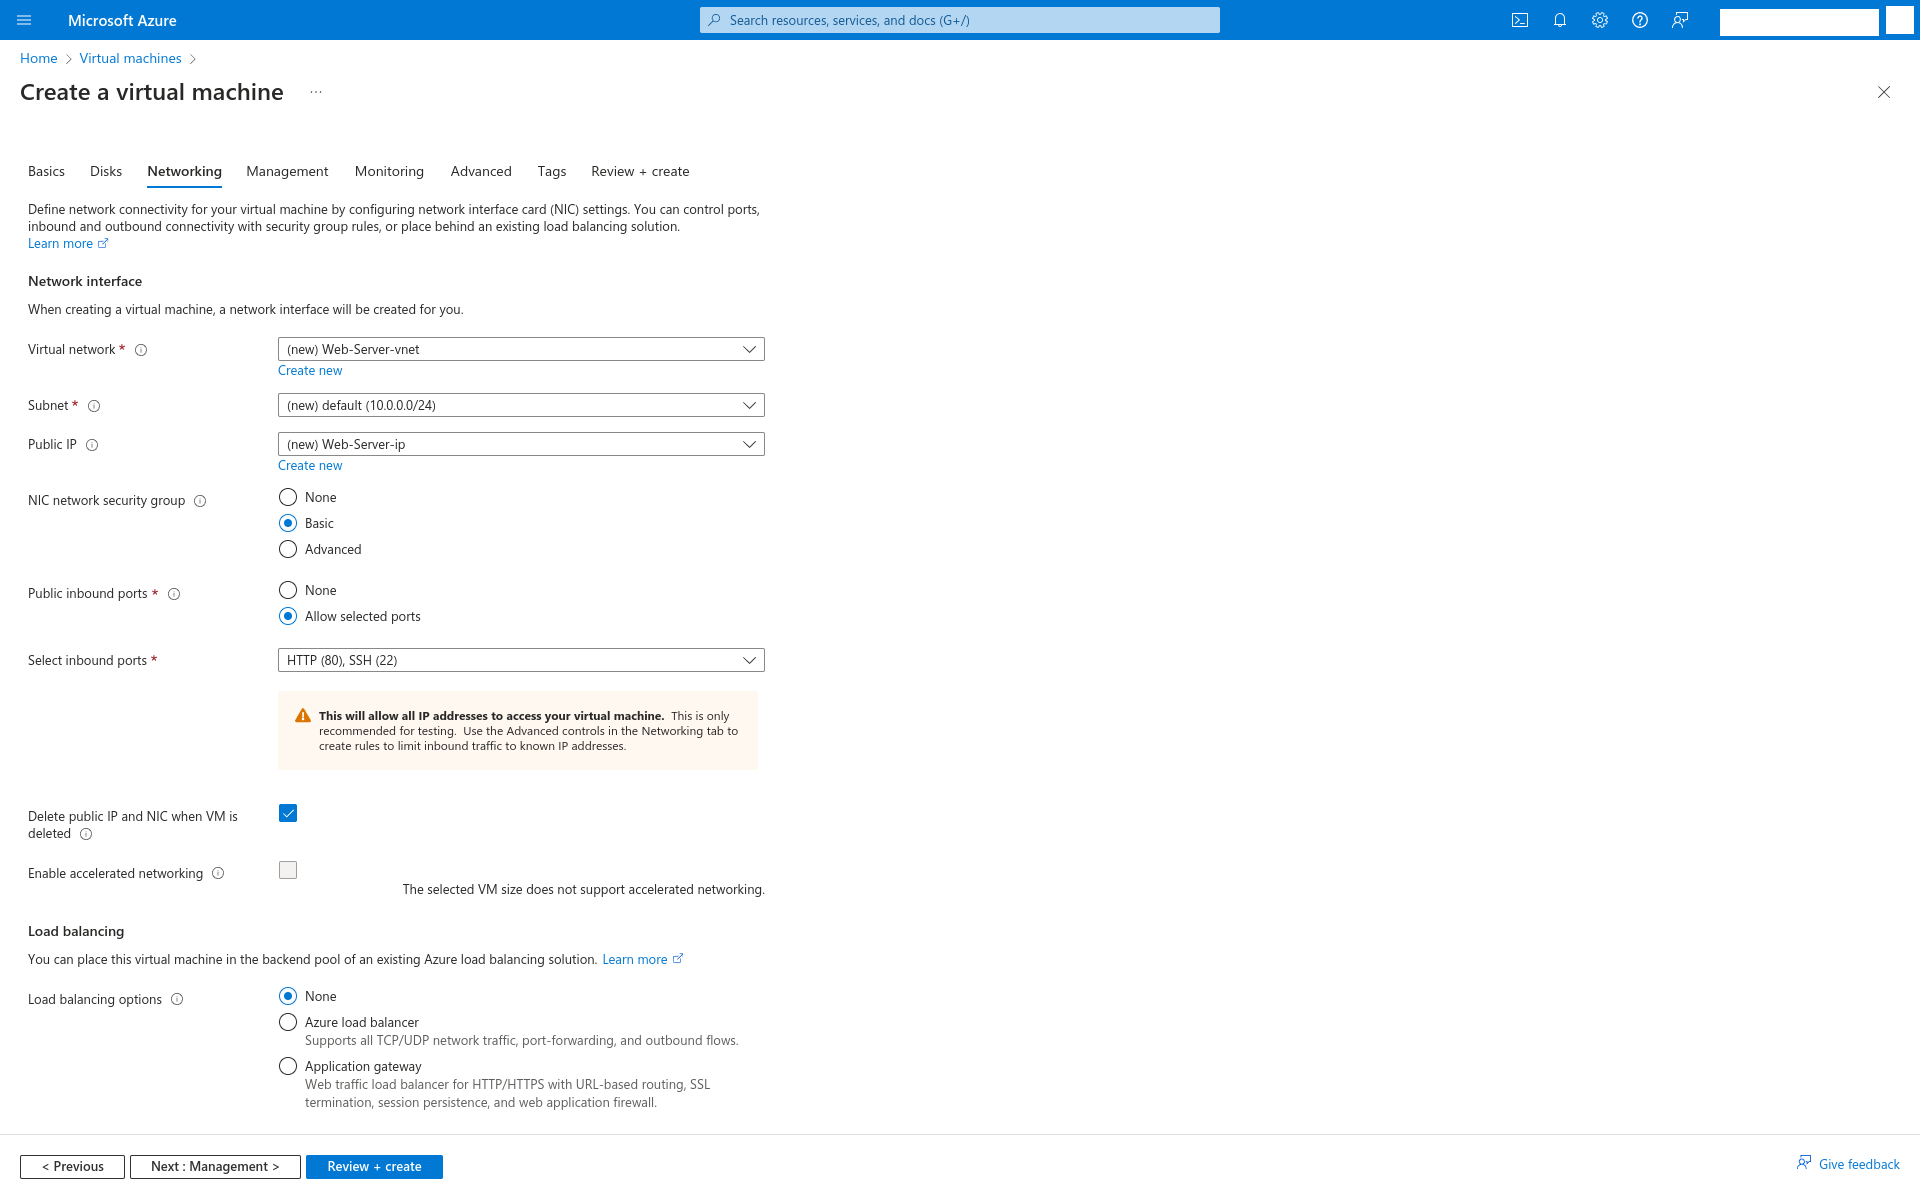 Microsoft Azure
Search resources, services, and docs (G+/)
Home
Virtual machines
Create a virtual machine
...
Basics
Disks
Networking
Management
Monitoring
Advanced
Tags
Review + create
Define network connectivity for your virtual machine by configuring network interface card (NIC) settings. You can control ports,
inbound and outbound connectivity with security group rules, or place behind an existing load balancing solution.
Learn more
Network interface
When creating a virtual machine, a network interface will be created for you.
Virtual network *
(new) Web-Server-vnet
Create new
Subnet *
(new) default (10.0.0.0/24)
Public IP
(new) Web-Server-ip
Create new
NIC network security group
None
Basic
Advanced
Public inbound ports *
None
Allow selected ports
Select inbound ports *
HTTP (80), SSH (22)
This will allow all IP addresses to access your virtual machine. This is only
recommended for testing. Use the Advanced controls in the Networking tab to
create rules to limit inbound traffic to known IP addresses.
Delete public IP and NIC when VM is
deleted
Enable accelerated networking
The selected VM size does not support accelerated networking.
Load balancing
You can place this virtual machine in the backend pool of an existing Azure load balancing solution. Learn more
Load balancing options
None
Azure load balancer
Supports all TCP/UDP network traffic, port-forwarding, and outbound flows.
Application gateway
Web traffic load balancer for HTTP/HTTPS with URL-based routing, SSL
termination, session persistence, and web application firewall.
< Previous
Next : Management >
Review + create
Give feedback